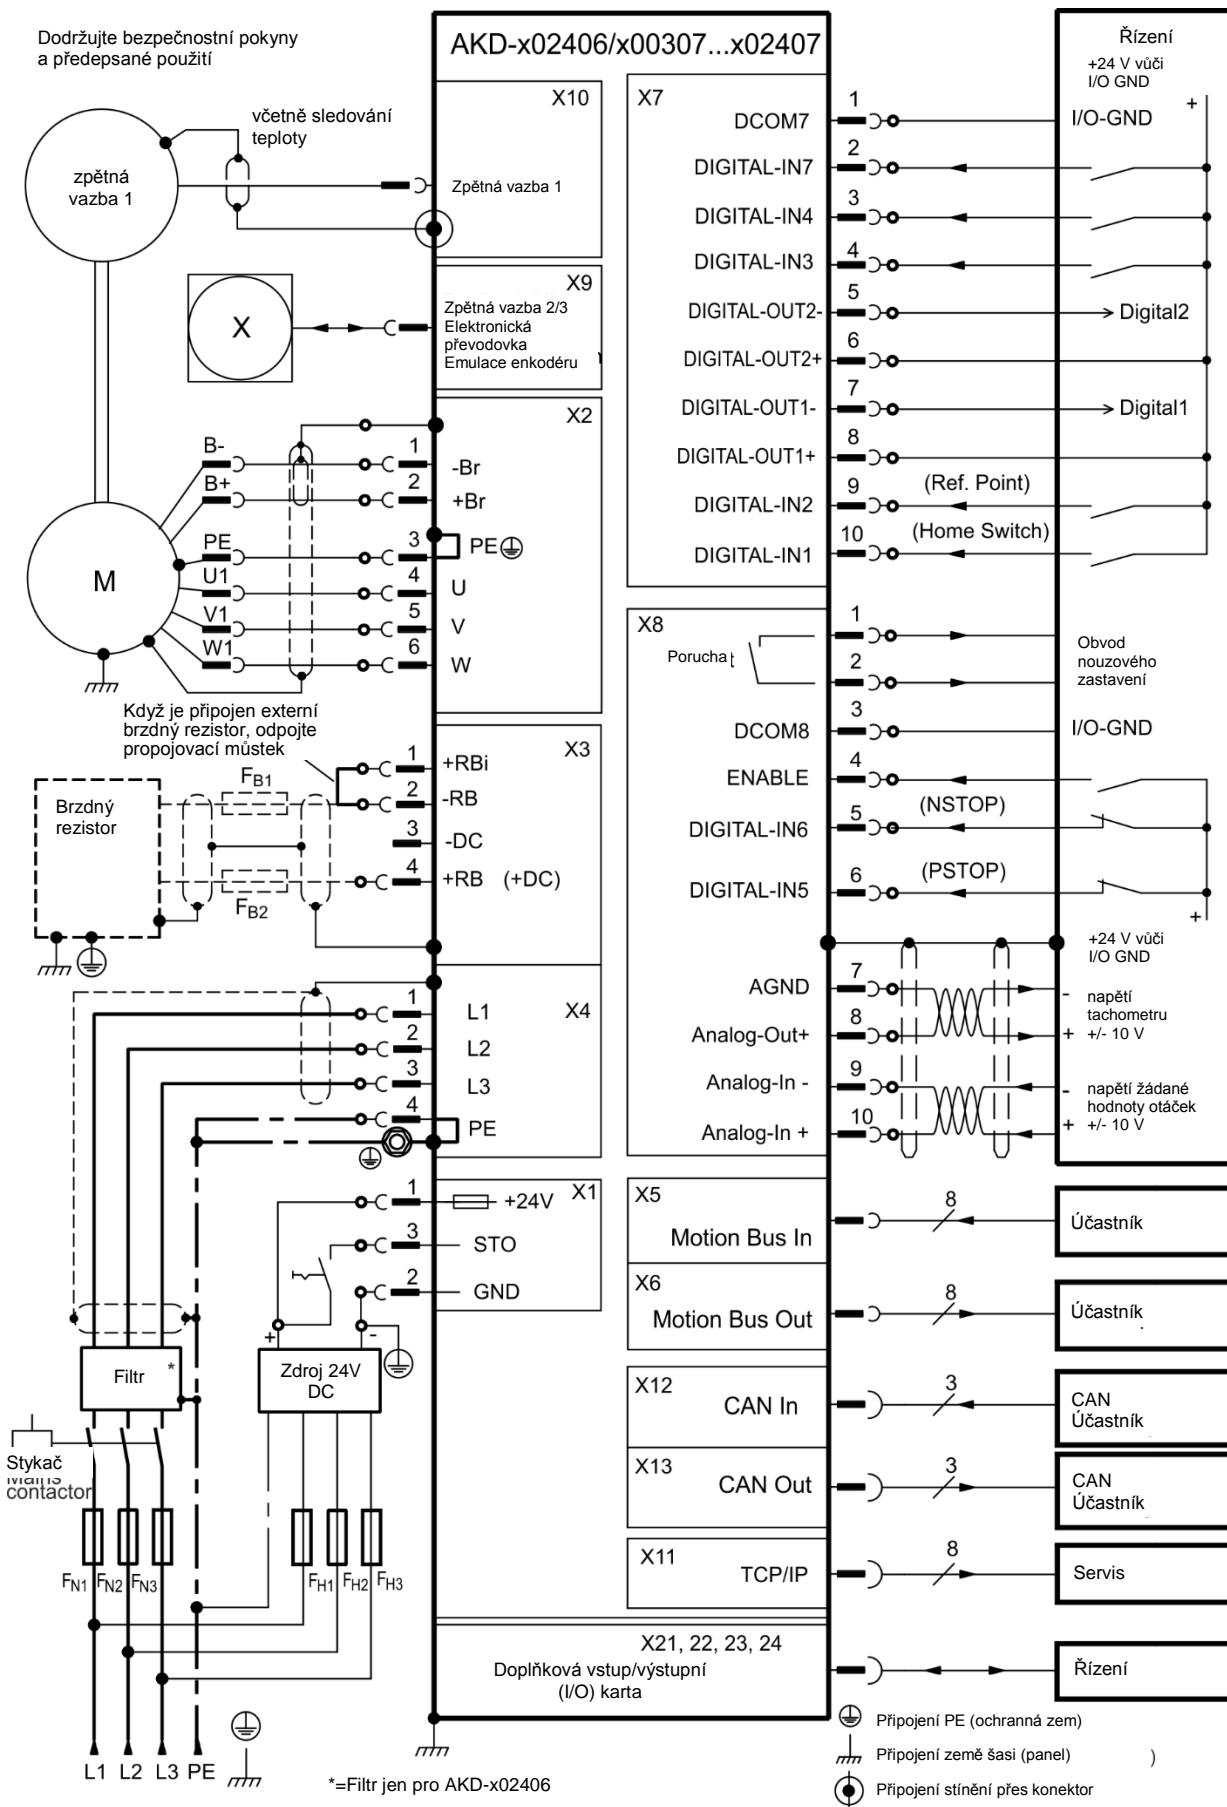 Dodržujte bezpečnostní pokyny
a předepsané použití
AKD-x02406/x00307...x02407
Řízení
+24 V vůči
I/O GND
+
X10
včetně sledování
teploty
zpětná
vazba 1
Zpětná vazba 1
X9
Zpětná vazba 2/3
Elektronická
převodovka
Emulace enkodéru
X
X2
B-
1
-Br
B+
2
+Br
PE
3
PE
U1
4
U
V1
5
V
W1
6
W
M
Když je připojen externí
brzdný rezistor, odpojte
propojovací můstek
X3
1
+RBi
FB1
2
-RB
Brzdný
rezistor
3
-DC
4
+RB (+DC)
FB2
X4
1
L1
2
L2
3
L3
4
PE
X1
1
+24V
3
STO
2
GND
+
-
Filtr
*
Zdroj 24V
DC
Stykač
Mains
contactor
FN1
FN2
FN3
FH1
FH2
FH3
L1 L2 L3 PE
*=Filtr jen pro AKD-x02406
X7
1
DCOM7
I/O-GND
2
DIGITAL-IN7
3
DIGITAL-IN4
4
DIGITAL-IN3
5
DIGITAL-OUT2-
Digital2
6
DIGITAL-OUT2+
7
DIGITAL-OUT1-
Digital1
8
DIGITAL-OUT1+
9
DIGITAL-IN2
(Ref. Point)
10
DIGITAL-IN1
(Home Switch)
X8
Porucha
1
2
Obvod
nouzového
zastavení
3
DCOM8
I/O-GND
4
ENABLE
5
DIGITAL-IN6
(NSTOP)
6
DIGITAL-IN5
(PSTOP)
+
+24 V vůči
I/O GND
7
AGND
-
8
Analog-Out+
+
napětí
tachometru
+/- 10 V
9
Analog-In -
-
10
Analog-In +
+
napětí žádané
hodnoty otáček
+/- 10 V
X5
Motion Bus In
8
Účastník
X6
Motion Bus Out
8
Účastník
X12
CAN In
3
CAN
Účastník
X13
CAN Out
3
CAN
Účastník
X11
TCP/IP
8
Servis
X21, 22, 23, 24
Doplňková vstup/výstupní
(I/O) karta
Řízení
Připojení PE (ochranná zem)
Připojení země šasi (panel)
)
Připojení stínění přes konektor